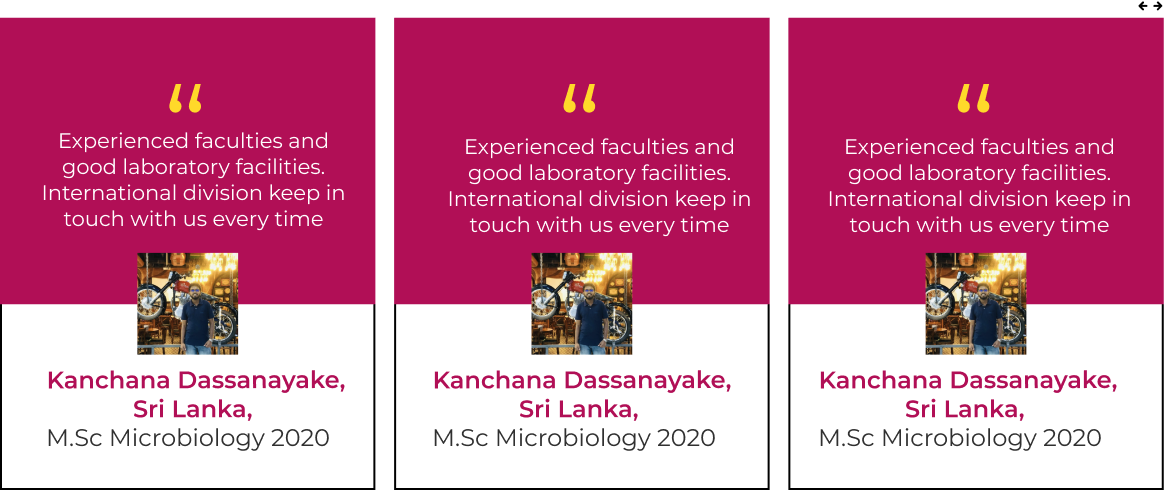 “
Experienced faculties and
good laboratory facilities.
International division keep in
touch with us every time
Kanchana Dassanayake,
Sri Lanka,
M.Sc Microbiology 2020
“
Experienced faculties and
good laboratory facilities.
International division keep in
touch with us every time
Kanchana Dassanayake,
Sri Lanka,
M.Sc Microbiology 2020
“
Experienced faculties and
good laboratory facilities.
International division keep in
touch with us every time
Kanchana Dassanayake,
Sri Lanka,
M.Sc Microbiology 2020